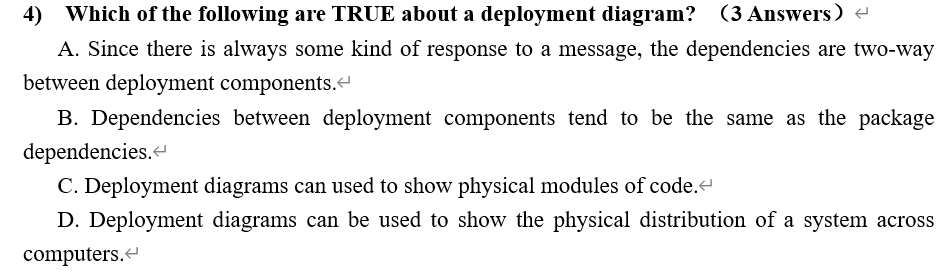 4) Which of the following are TRUE about a deployment diagram? （3 Answers）↵
A. Since there is always some kind of response to a message, the dependencies are two-way
between deployment components.↵
B. Dependencies between deployment components tend to be the same as the package
dependencies.↵
C. Deployment diagrams can used to show physical modules of code.↵
D. Deployment diagrams can be used to show the physical distribution of a system across
computers.↵